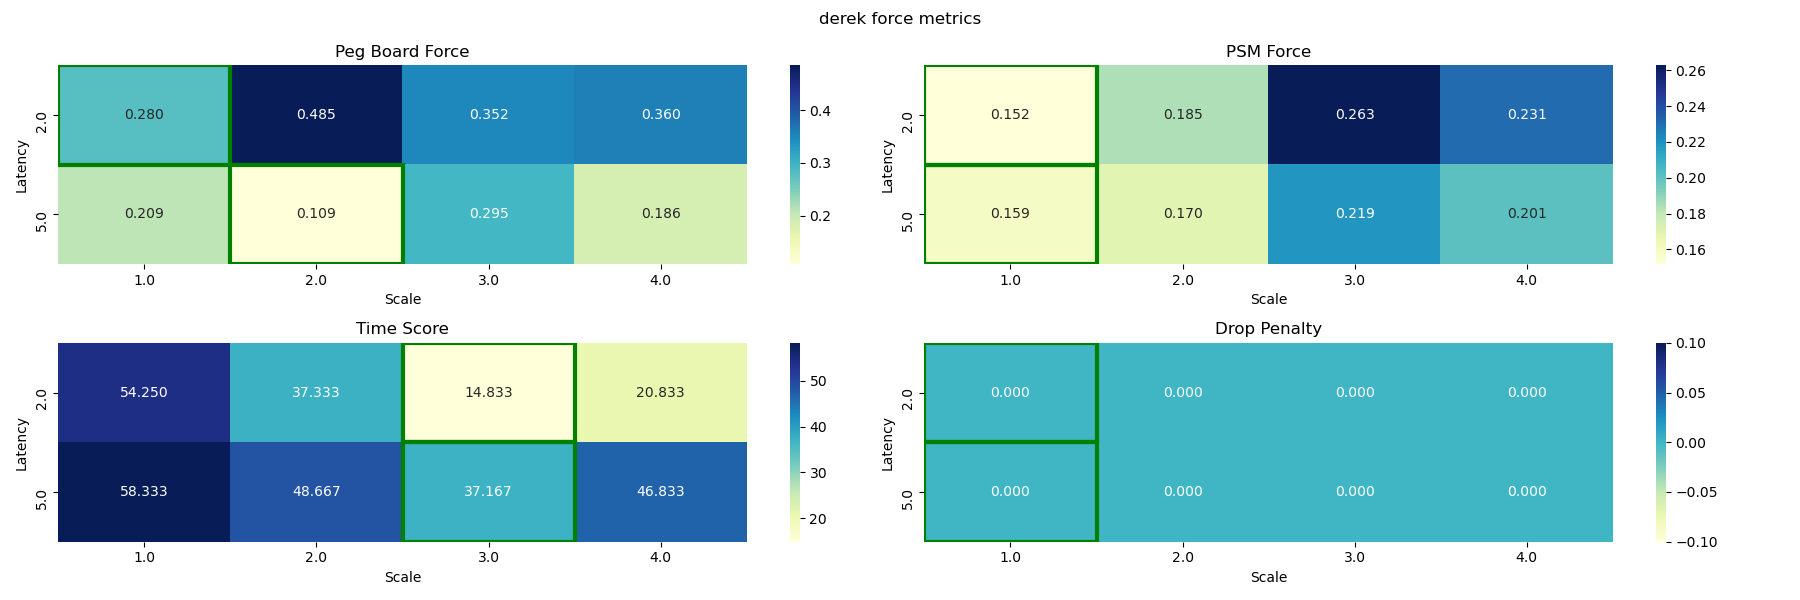 derek force metrics
Peg Board Force
Latency
2.0
0.280 0.485 0.352 0.360
5.0
0.209 0.109 0.295 0.186
1.0 2.0 3.0 4.0
Scale
0.4
0.3
0.2
PSM Force
Latency
2.0
0.152 0.185 0.263 0.231
5.0
0.159 0.170 0.219 0.201
1.0 2.0 3.0 4.0
Scale
0.26
0.24
0.22
0.20
0.18
0.16
Time Score
Latency
2.0
54.250 37.333 14.833 20.833
5.0
58.333 48.667 37.167 46.833
1.0 2.0 3.0 4.0
Scale
50
40
30
20
Drop Penalty
Latency
2.0
0.000 0.000 0.000 0.000
5.0
0.000 0.000 0.000 0.000
1.0 2.0 3.0 4.0
Scale
0.10
0.05
0.00
−0.05
−0.10